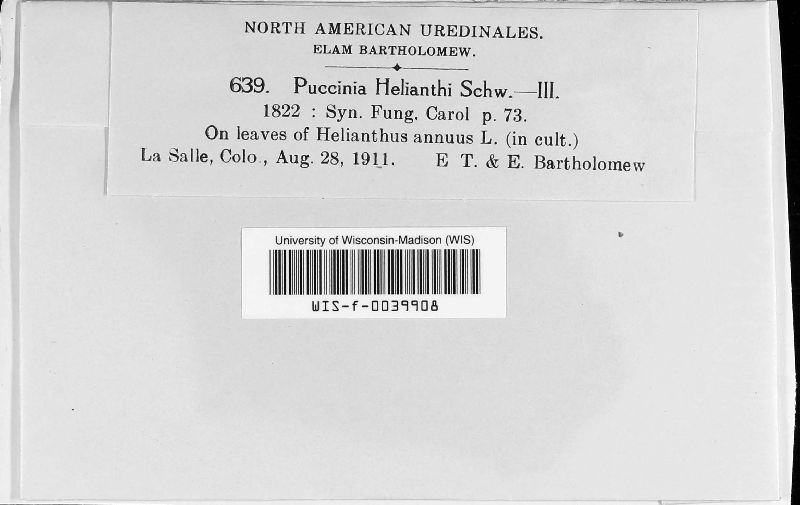 NORTH AMERICAN UREDINALES.
ELAM BARTHOLOMEW.
639. Puccinia Helianthi Schw.—III.
1822 : Syn. Fung. Carol p. 73.
On leaves of Helianthus annuus L. (in cult.)
La Salle, Colo., Aug. 28, 1911. E T. & E. Bartholomew
University of Wisconsin-Madison (WIS)
WIS-f-0039908